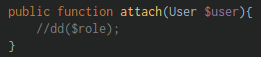 public function attach(User $user){
//dd($role);
}